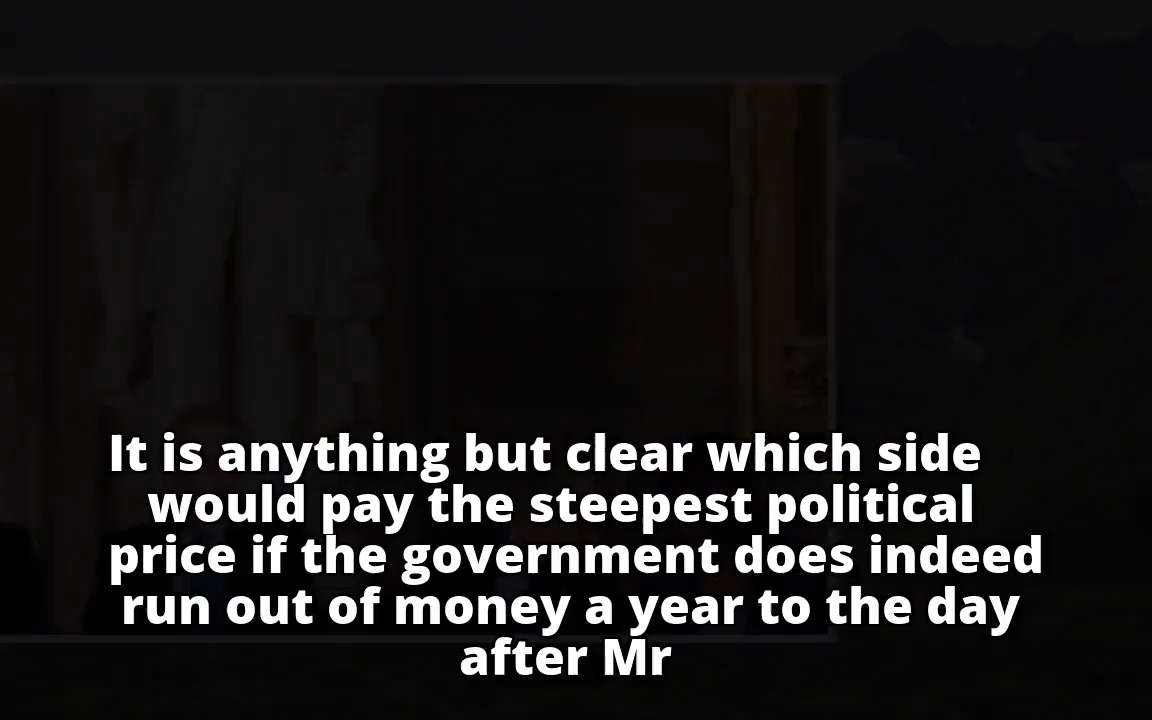 It is anything but clear which side
would pay the steepest political
price if the government does indeed
run out of money a year to the day
after Mr